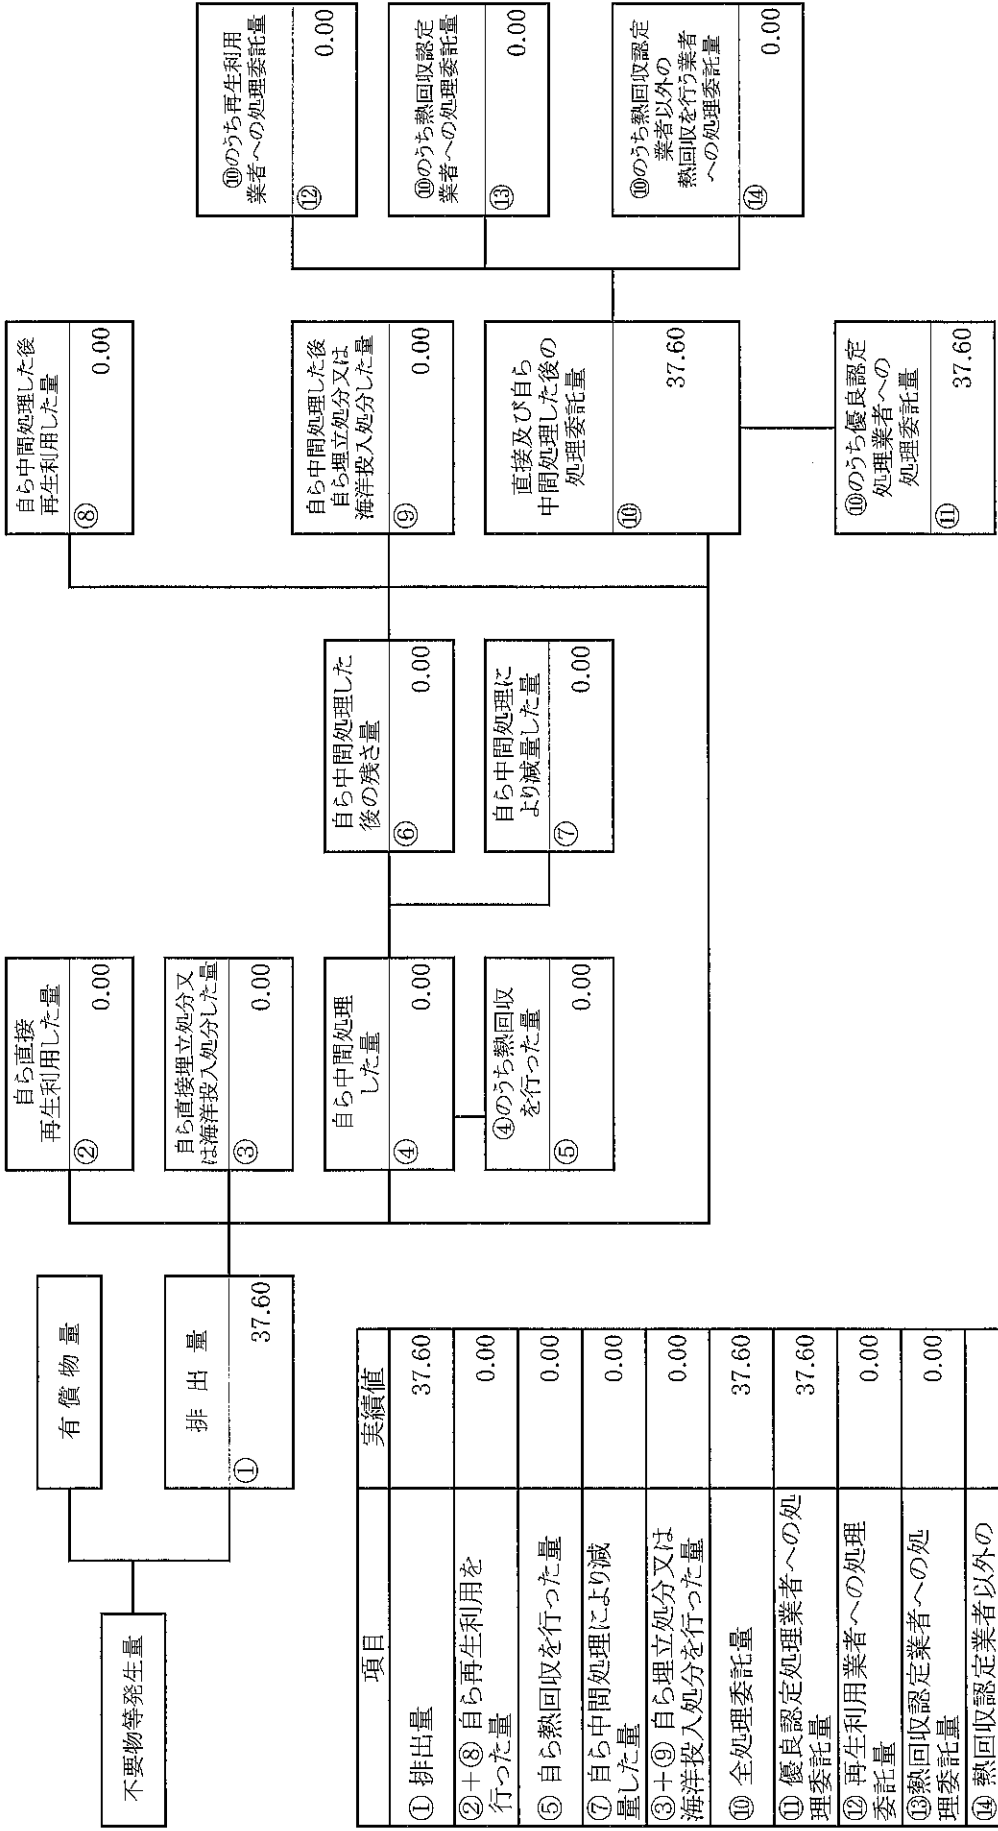 不要物等発生量
有償物量
排出量
①
37.60
自ら直接
再生利用した量
②
0.00
自ら直接埋立処分又
は海洋投入処分した量
③
0.00
自ら中間処理
した量
④
0.00
④のうち熱回収
を行った量
⑤
0.00
自ら中間処理した
後の残さ量
⑥
0.00
自ら中間処理に
より減量した量
⑦
0.00
自ら中間処理した後
再生利用した量
⑧
0.00
自ら中間処理した後
自ら埋立処分又は
海洋投入処分した量
⑨
0.00
直接及び自ら
中間処理した後の
処理委託量
⑩
37.60
⑩のうち優良認定
処理業者への
処理委託量
⑪
37.60
⑩のうち再生利用
業者への処理委託量
⑫
0.00
⑩のうち熱回収認定
業者への処理委託量
⑬
0.00
⑩のうち熱回収認定
業者以外の
熱回収を行う業者
への処理委託量
⑭
0.00
項目 実績値
① 排出量 37.60
②+⑧ 自ら再生利用を
行った量 0.00
⑤ 自ら熱回収を行った量 0.00
⑦ 自ら中間処理により減
量した量 0.00
③+⑨ 自ら埋立処分又は
海洋投入処分を行った量 0.00
⑩ 全処理委託量 37.60
⑪ 優良認定処理業者への処
理委託量 37.60
⑫ 再生利用業者への処理
委託量 0.00
⑬熱回収認定業者への処
理委託量 0.00
⑭ 熱回収認定業者以外の